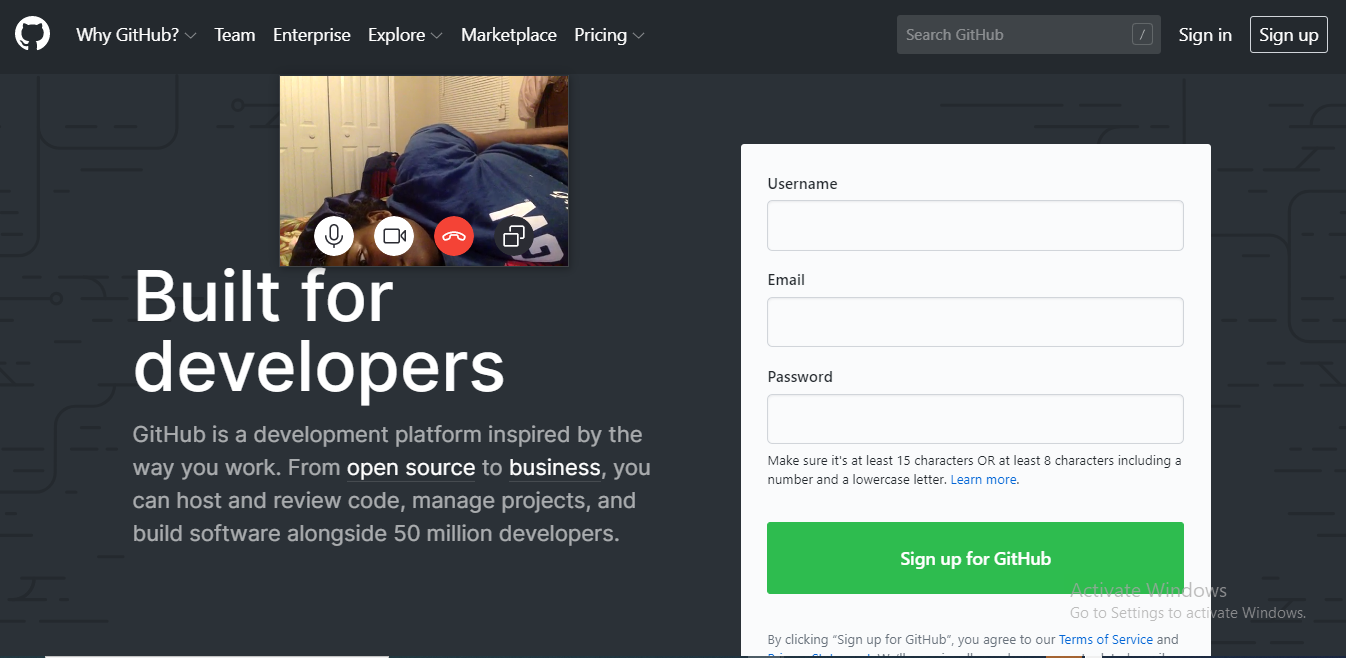 Why GitHub? Team Enterprise Explore Marketplace Pricing Search GitHub / Sign in Sign up
Built for
developers
GitHub is a development platform inspired by the
way you work. From open source to business, you
can host and review code, manage projects, and
build software alongside 50 million developers.
Username
Email
Password
Make sure it's at least 15 characters OR at least 8 characters including a
number and a lowercase letter. Learn more.
Sign up for GitHub
Activate Windows
Go to Settings to activate Windows.
By clicking “Sign up for GitHub”, you agree to our Terms of Service and